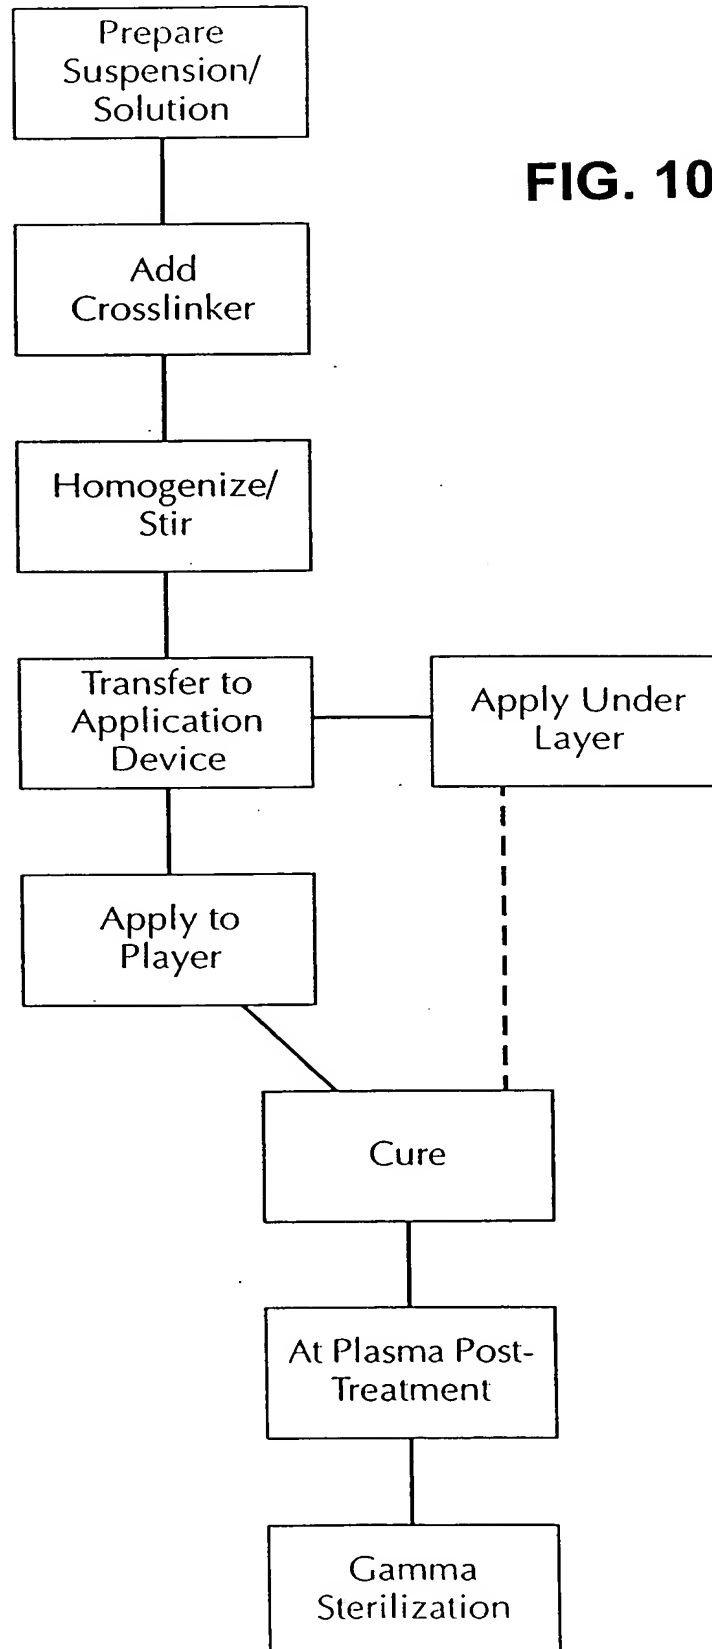 Prepare
Suspension/
Solution
FIG. 10
Add
Crosslinker
Homogenize/
Stir
Transfer to
Application
Device
Apply Under
Layer
Apply to
Player
Cure
At Plasma Post-
Treatment
Gamma
Sterilization